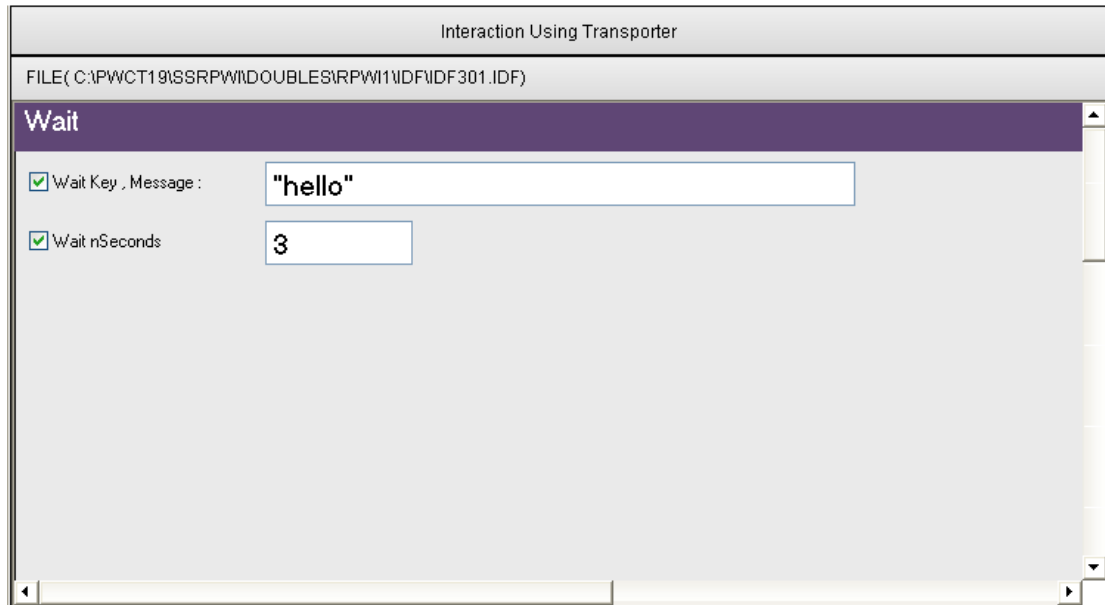 Interaction Using Transporter
FILE( C:\PWCT19\SSRPWI\DOUBLES\RPWI1\IDF\IDF301.IDF)
Wait
Wait Key , Message :
"hello"
Wait nSeconds
3